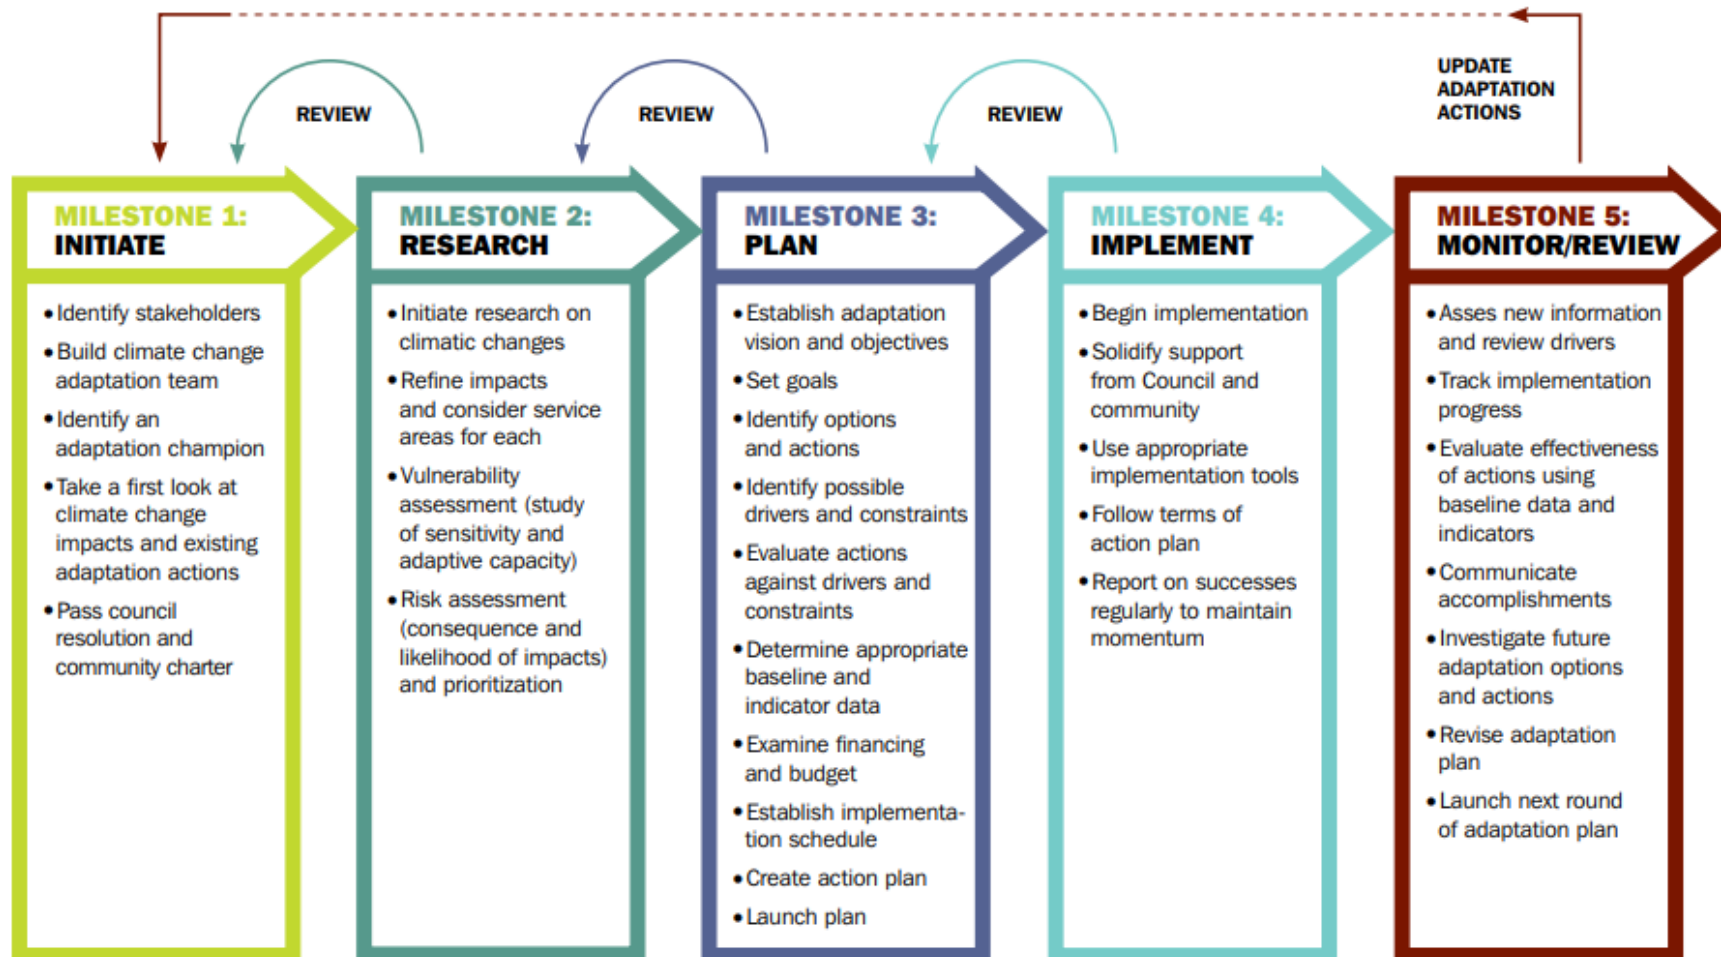 UPDATE
ADAPTATION
ACTIONS
REVIEW
REVIEW
REVIEW
MILESTONE 1:
INITIATE
• Identify stakeholders
• Build climate change
adaptation team
• Identify an
adaptation champion
• Take a first look at
climate change
impacts and existing
adaptation actions
• Pass council
resolution and
community charter
MILESTONE 2:
RESEARCH
• Initiate research on
climatic changes
• Refine impacts
and consider service
areas for each
• Vulnerability
assessment (study
of sensitivity and
adaptive capacity)
• Risk assessment
(consequence and
likelihood of impacts)
and prioritization
MILESTONE 3:
PLAN
• Establish adaptation
vision and objectives
• Set goals
• Identify options
and actions
• Identify possible
drivers and constraints
• Evaluate actions
against drivers and
constraints
• Determine appropriate
baseline and
indicator data
• Examine financing
and budget
• Establish implementa-
tion schedule
• Create action plan
• Launch plan
MILESTONE 4:
IMPLEMENT
• Begin implementation
• Solidify support
from Council and
community
• Use appropriate
implementation tools
• Follow terms of
action plan
• Report on successes
regularly to maintain
momentum
MILESTONE 5:
MONITOR/REVIEW
• Asses new information
and review drivers
• Track implementation
progress
• Evaluate effectiveness
of actions using
baseline data and
indicators
• Communicate
accomplishments
• Investigate future
adaptation options
and actions
• Revise adaptation
plan
• Launch next round
of adaptation plan